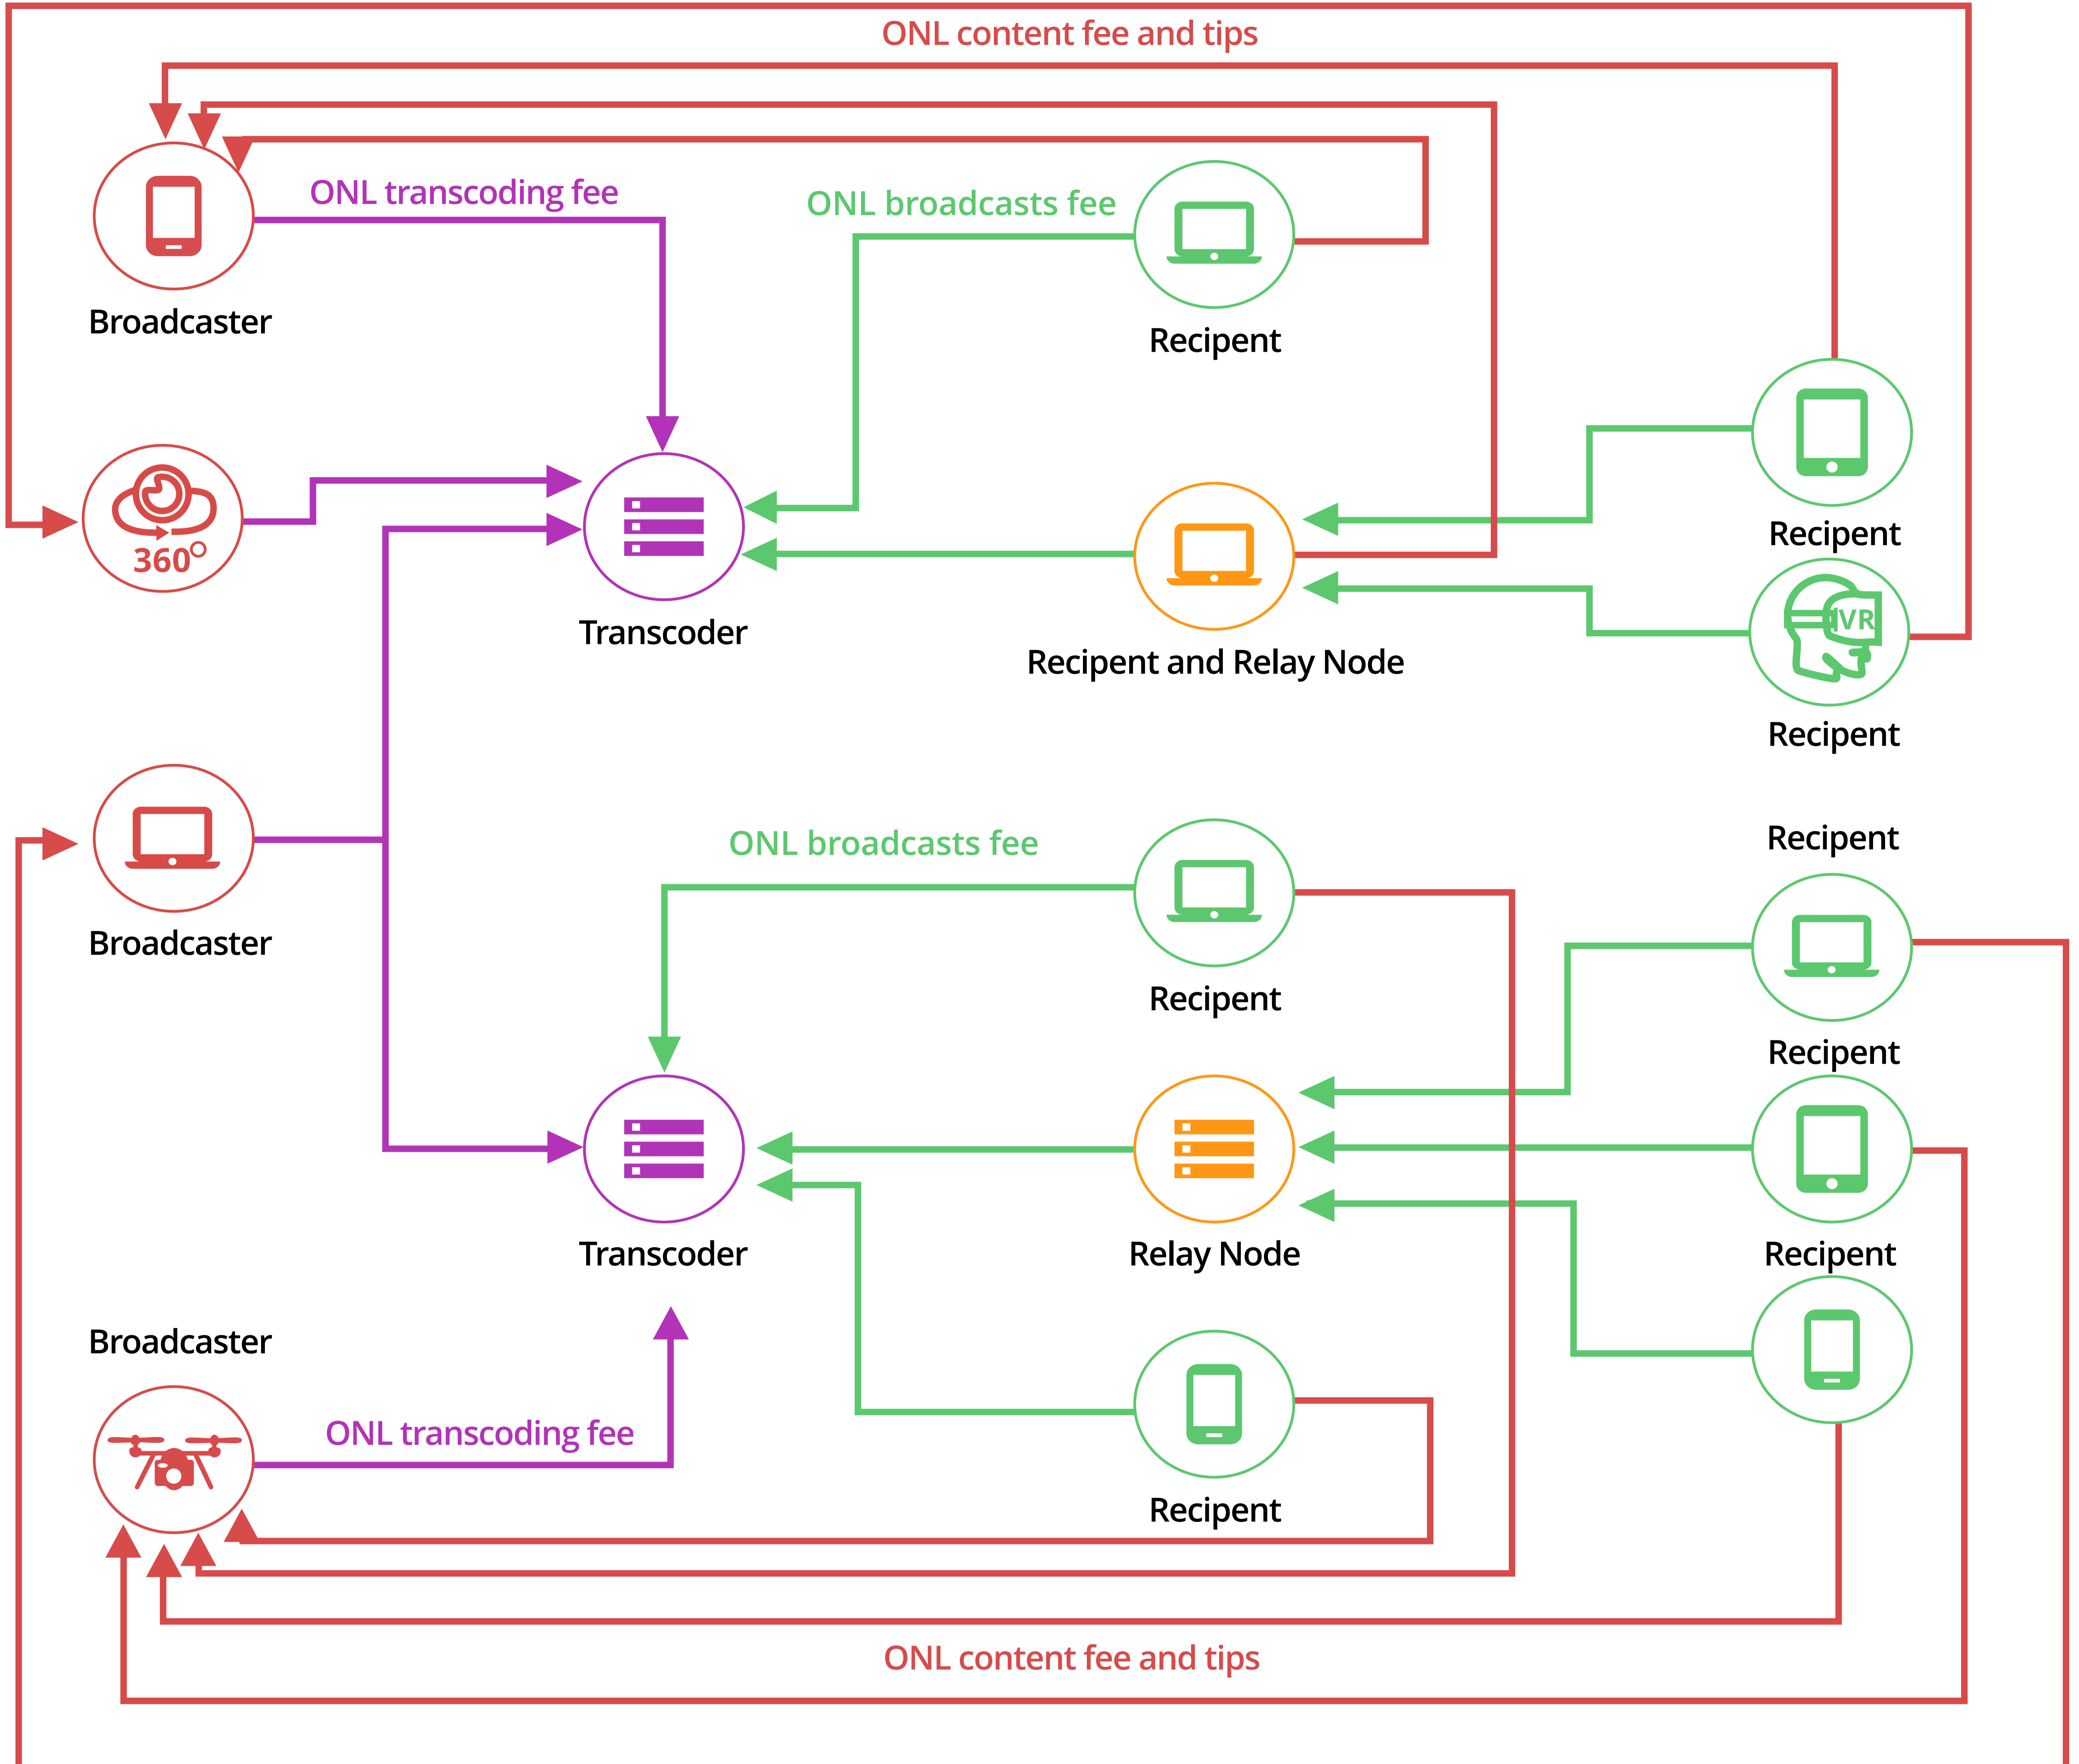 ONL content fee and tips
ONL transcoding fee
ONL broadcasts fee
Broadcaster
Recipent
Recipent
360°
Transcoder
Recipent and Relay Node
VR
Recipent
Recipent
ONL broadcasts fee
Broadcaster
Recipent
Recipent
Transcoder
Relay Node
Recipent
Broadcaster
ONL transcoding fee
Recipent
ONL content fee and tips